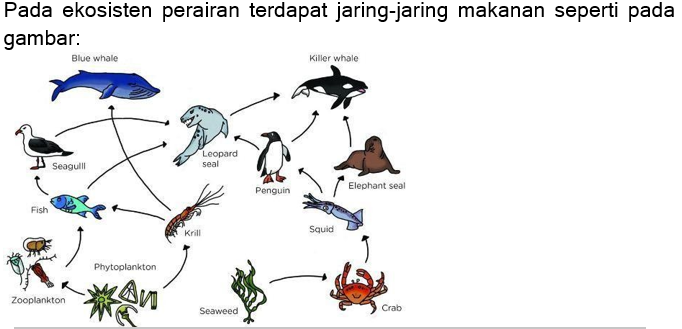 Pada ekosisten perairan terdapat jaring-jaring makanan seperti pada
gambar:
Blue whale
Killer whale
Seagulll
Leopard
seal
Penguin
Elephant seal
Fish
Krill
Squid
Phytoplankton
Zooplankton
Seaweed
Crab